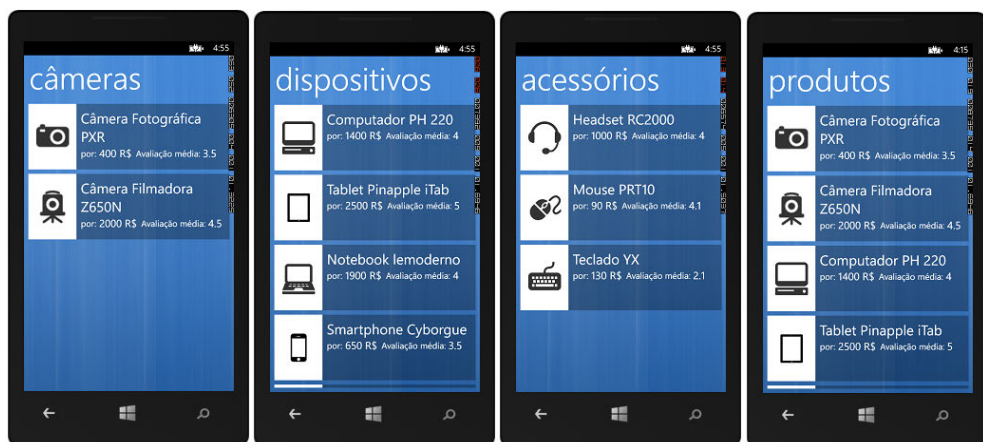 4:55
câmeras
Câmera Fotográfica
PXR
por: 400 R$ Avaliação média: 3.5
Câmera Filmadora
Z650N
por: 2000 R$ Avaliação média: 4.5
4:55
dispositivos
Computador PH 220
por: 1400 R$ Avaliação média: 4
Tablet Pinapple iTab
por: 2500 R$ Avaliação média: 5
Notebook lemoderno
por: 1900 R$ Avaliação média: 4
Smartphone Cyborgue
por: 650 R$ Avaliação média: 3.5
4:55
acessórios
Headset RC2000
por: 1000 R$ Avaliação média: 4
Mouse PRT10
por: 90 R$ Avaliação média: 4.1
Teclado YX
por: 130 R$ Avaliação média: 2.1
4:15
produtos
Câmera Fotográfica
PXR
por: 400 R$ Avaliação média: 3.5
Câmera Filmadora
Z650N
por: 2000 R$ Avaliação média: 4.5
Computador PH 220
por: 1400 R$ Avaliação média: 4
Tablet Pinapple iTab
por: 2500 R$ Avaliação média: 5